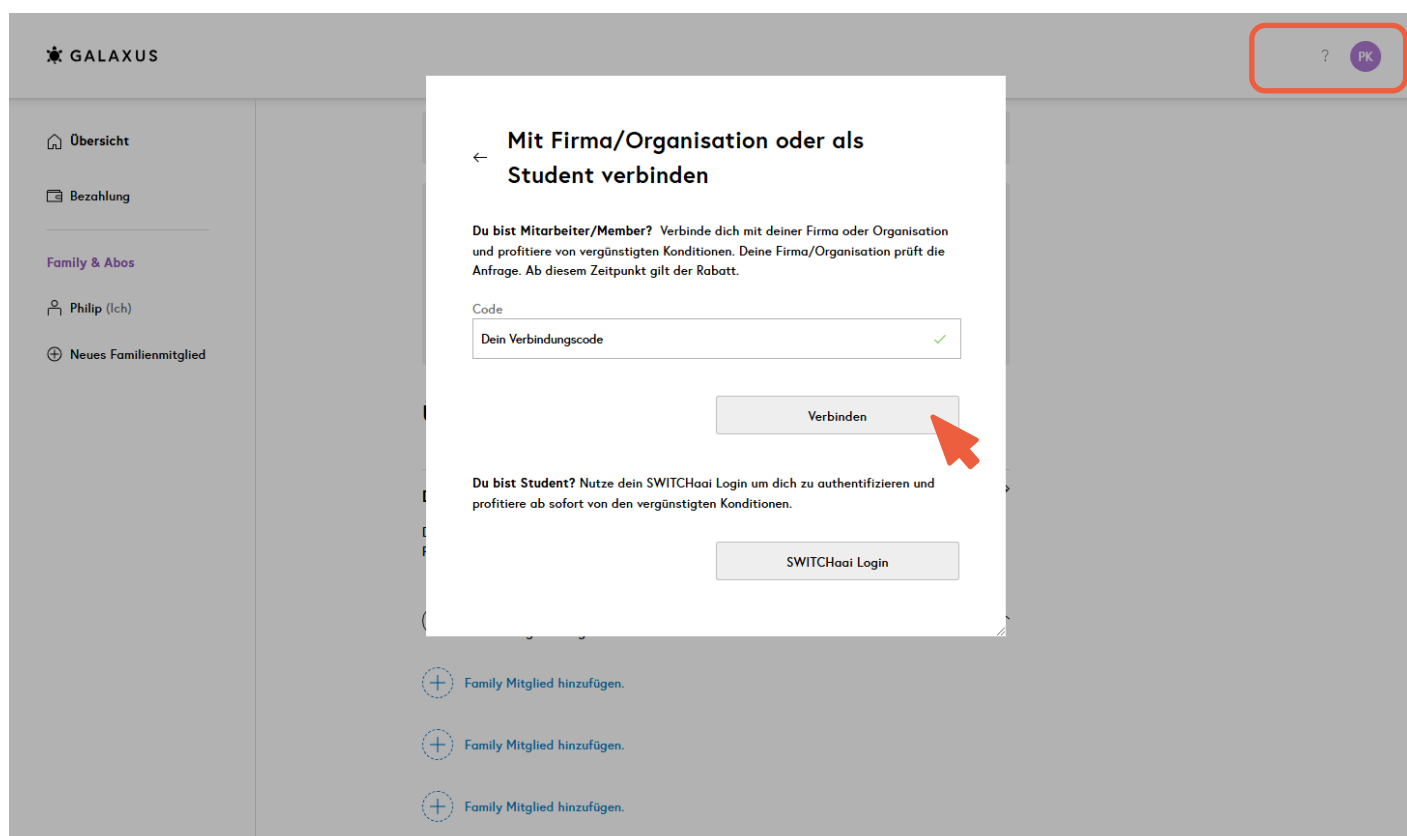 GALAXUS
?
PK
Übersicht
Bezahlung
Family & Abos
Philip (Ich)
Neues Familienmitglied
Mit Firma/Organisation oder als
Student verbinden
Du bist Mitarbeiter/Member? Verbinde dich mit deiner Firma oder Organisation
und profitiere von vergünstigten Konditionen. Deine Firma/Organisation prüft die
Anfrage. Ab diesem Zeitpunkt gilt der Rabatt.
Code
Dein Verbindungscode
Verbinden
Du bist Student? Nutze dein SWITCHaai Login um dich zu authentifizieren und
profitiere ab sofort von den vergünstigten Konditionen.
SWITCHaai Login
Family Mitglied hinzufügen.
Family Mitglied hinzufügen.
Family Mitglied hinzufügen.